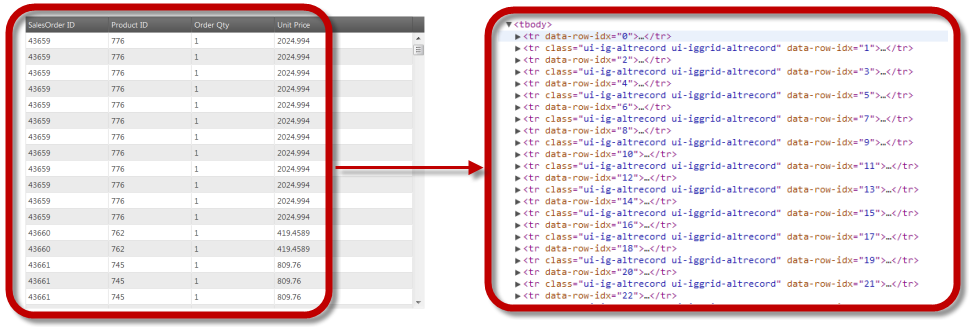 SalesOrder ID Product ID Order Qty Unit Price
43659 776 1 2024.994
43659 776 1 2024.994
43659 776 1 2024.994
43659 776 1 2024.994
43659 776 1 2024.994
43659 776 1 2024.994
43659 776 1 2024.994
43659 776 1 2024.994
43659 776 1 2024.994
43659 776 1 2024.994
43659 776 1 2024.994
43659 776 1 2024.994
43660 762 1 419.4589
43660 762 1 419.4589
43661 745 1 809.76
43661 745 1 809.76
43661 745 1 809.76
▼<tbody>
▶<tr data-row-idx="0">…</tr>
▶<tr class="ui-ig-altrecord ui-iggrid-altrecord" data-row-idx="1">…</tr>
▶<tr data-row-idx="2">…</tr>
▶<tr class="ui-ig-altrecord ui-iggrid-altrecord" data-row-idx="3">…</tr>
▶<tr data-row-idx="4">…</tr>
▶<tr class="ui-ig-altrecord ui-iggrid-altrecord" data-row-idx="5">…</tr>
▶<tr data-row-idx="6">…</tr>
▶<tr class="ui-ig-altrecord ui-iggrid-altrecord" data-row-idx="7">…</tr>
▶<tr data-row-idx="8">…</tr>
▶<tr class="ui-ig-altrecord ui-iggrid-altrecord" data-row-idx="9">…</tr>
▶<tr data-row-idx="10">…</tr>
▶<tr class="ui-ig-altrecord ui-iggrid-altrecord" data-row-idx="11">…</tr>
▶<tr data-row-idx="12">…</tr>
▶<tr class="ui-ig-altrecord ui-iggrid-altrecord" data-row-idx="13">…</tr>
▶<tr data-row-idx="14">…</tr>
▶<tr class="ui-ig-altrecord ui-iggrid-altrecord" data-row-idx="15">…</tr>
▶<tr data-row-idx="16">…</tr>
▶<tr class="ui-ig-altrecord ui-iggrid-altrecord" data-row-idx="17">…</tr>
▶<tr data-row-idx="18">…</tr>
▶<tr class="ui-ig-altrecord ui-iggrid-altrecord" data-row-idx="19">…</tr>
▶<tr data-row-idx="20">…</tr>
▶<tr class="ui-ig-altrecord ui-iggrid-altrecord" data-row-idx="21">…</tr>
▶<tr data-row-idx="22">…</tr>